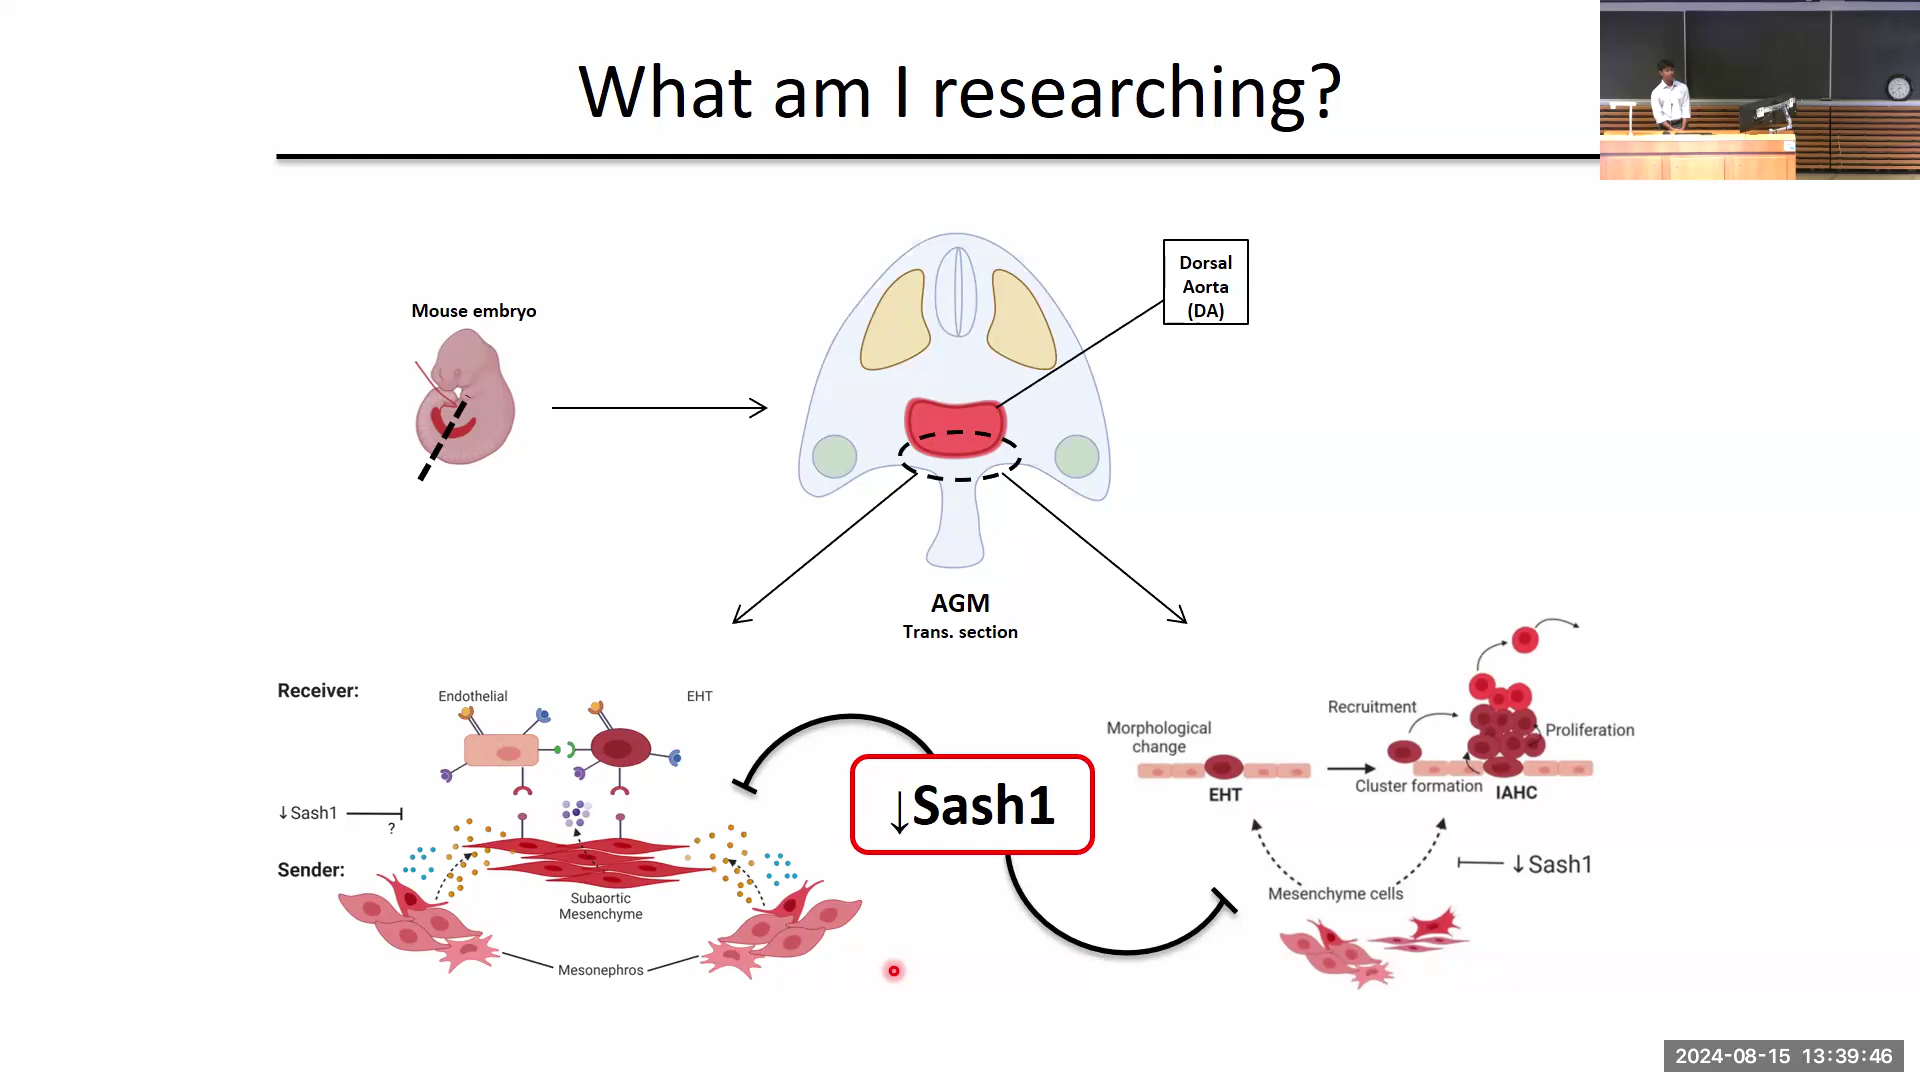 What am I researching?
Mouse embryo
Dorsal
Aorta
(DA)
AGM
Trans. section
Receiver:
Endothelial
EHT
↓Sash1
?
Sender:
Subaortic
Mesenchyme
Mesonephros
↓Sash1
Morphological
change
EHT
Recruitment
Proliferation
Cluster formation
IAHC
↓Sash1
Mesenchyme cells
2024-08-15 13:39:46